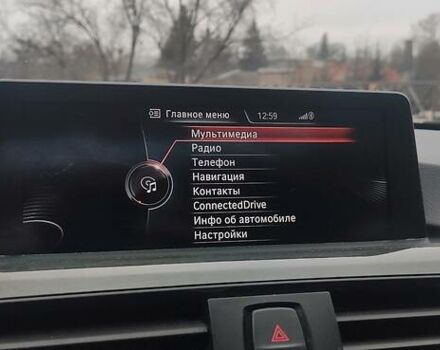 Главное меню 12:59
Мультимедиа
Радио
Телефон
Навигация
Контакты
ConnectedDrive
Инфо об автомобиле
Настройки